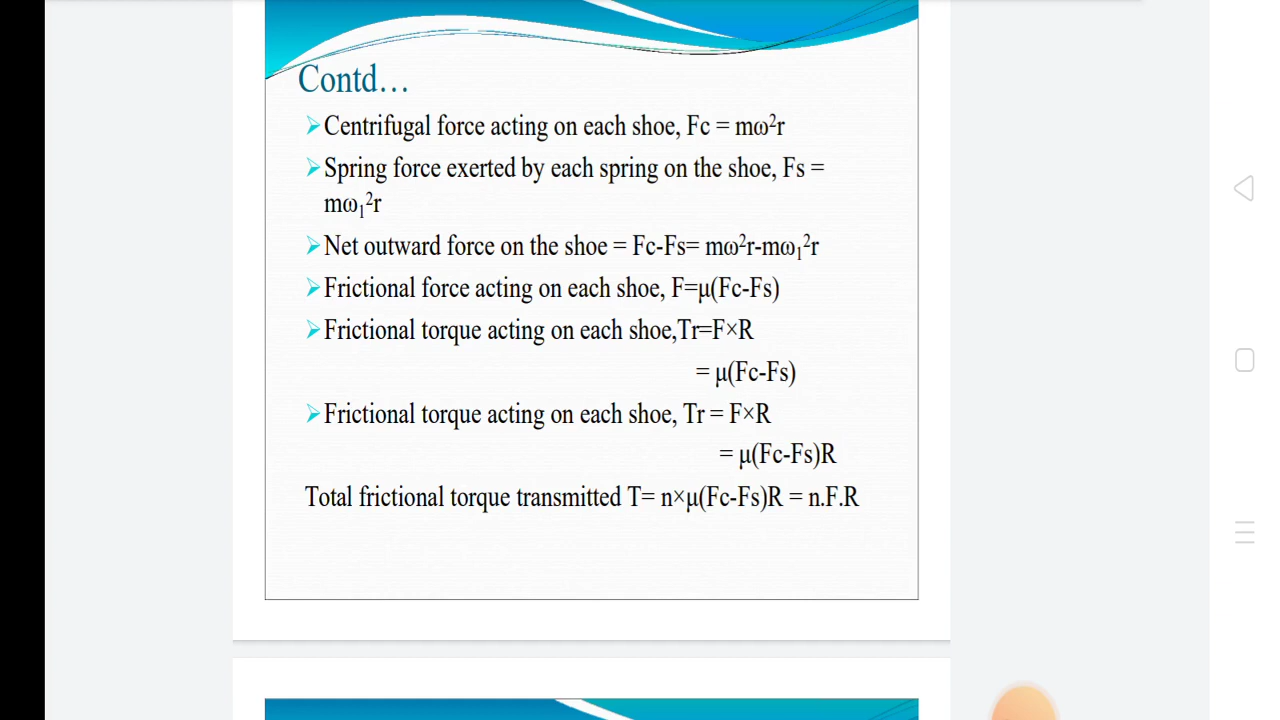 Contd…
Centrifugal force acting on each shoe, Fc = mω²r
Spring force exerted by each spring on the shoe, Fs =
mω₁²r
Net outward force on the shoe = Fc-Fs= mω²r-mω₁²r
Frictional force acting on each shoe, F=μ(Fc-Fs)
Frictional torque acting on each shoe,Tr=F×R
= μ(Fc-Fs)
Frictional torque acting on each shoe, Tr = F×R
= μ(Fc-Fs)R
Total frictional torque transmitted T= n×μ(Fc-Fs)R = n.F.R